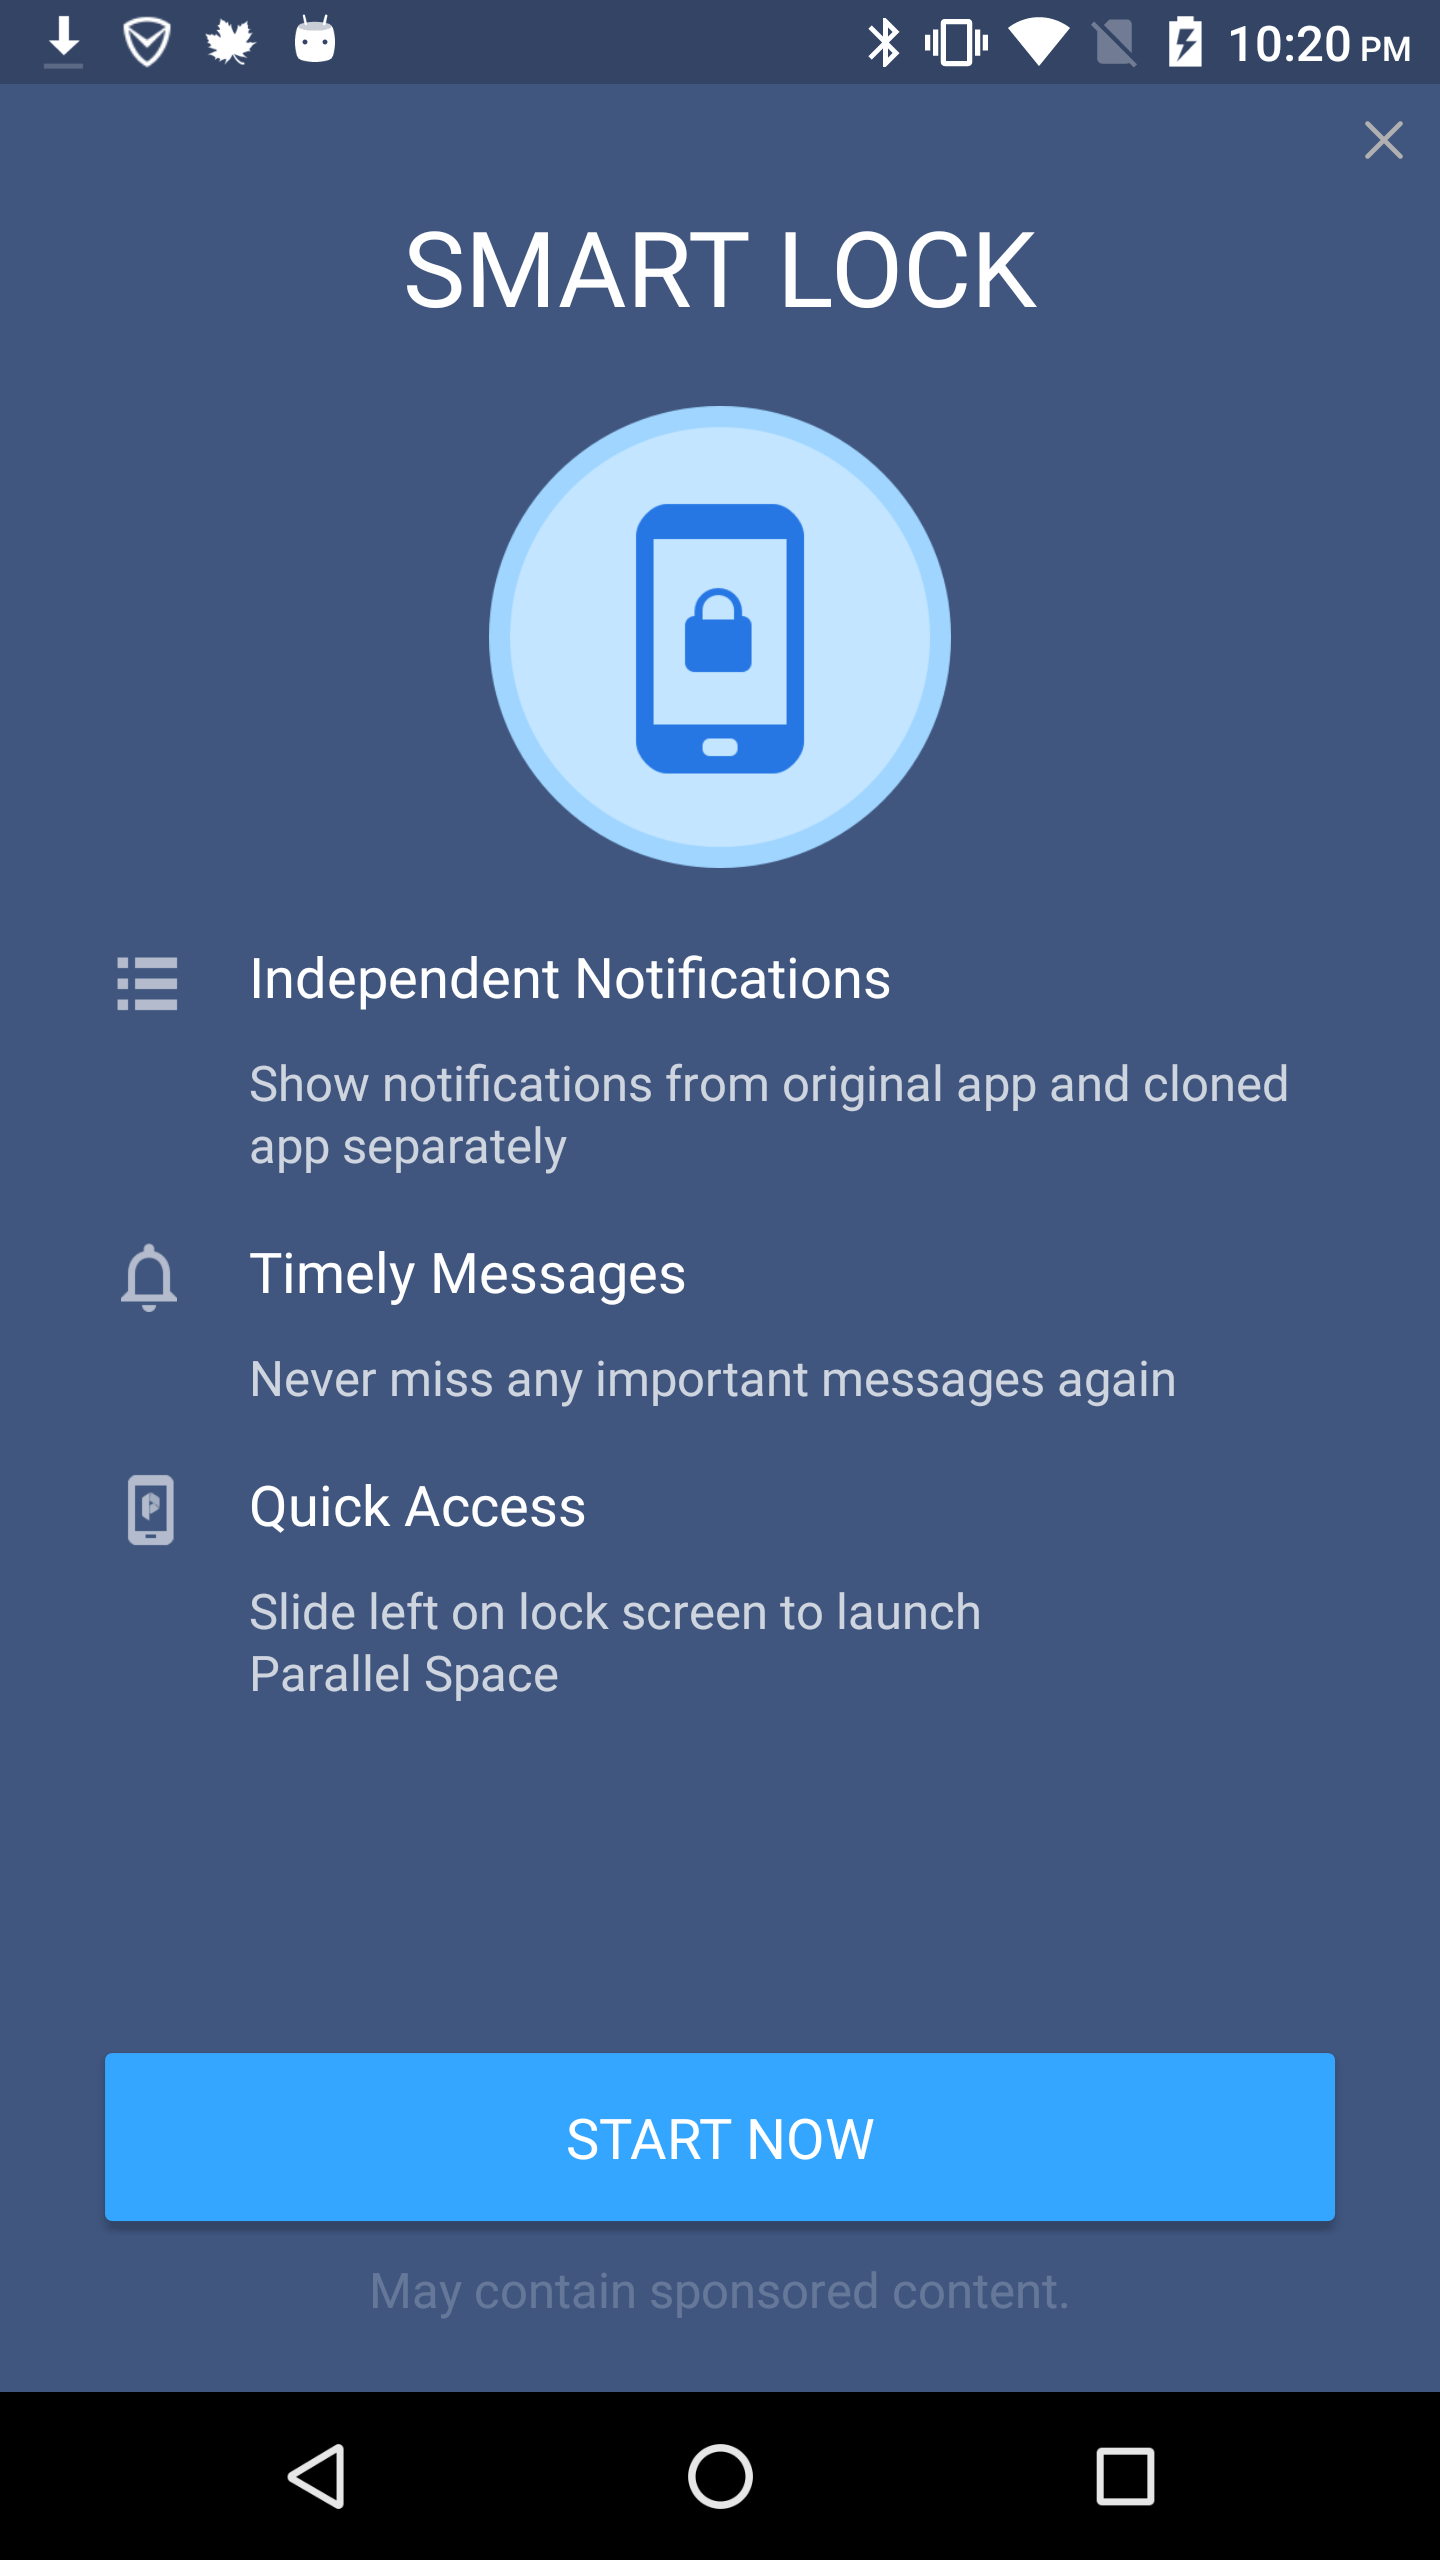 10:20 PM
SMART LOCK
Independent Notifications
Show notifications from original app and cloned
app separately
Timely Messages
Never miss any important messages again
Quick Access
Slide left on lock screen to launch
Parallel Space
START NOW
May contain sponsored content.